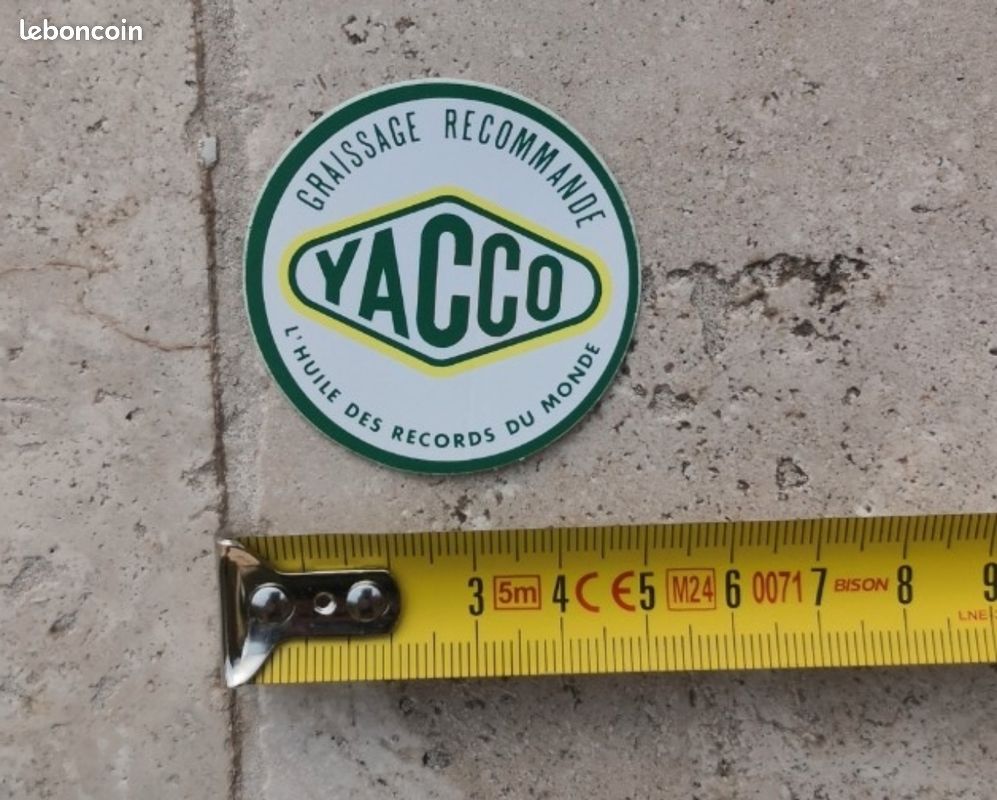 leboncoin
GRAISSAGE RECOMMANDE
YACCO
L'HUILE DES RECORDS DU MONDE
3 5m 4 CE 5 M24 6 0071 7 BISON 8 9
LNE